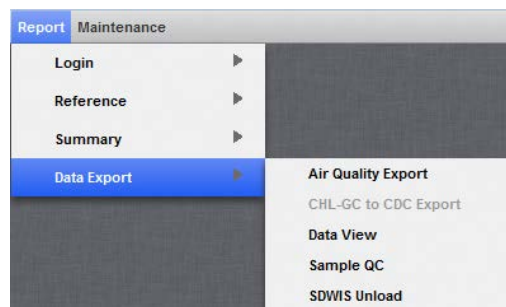 Report Maintenance
Login
Reference
Summary
Data Export
Air Quality Export
CHL-GC to CDC Export
Data View
Sample QC
SDWIS Unload